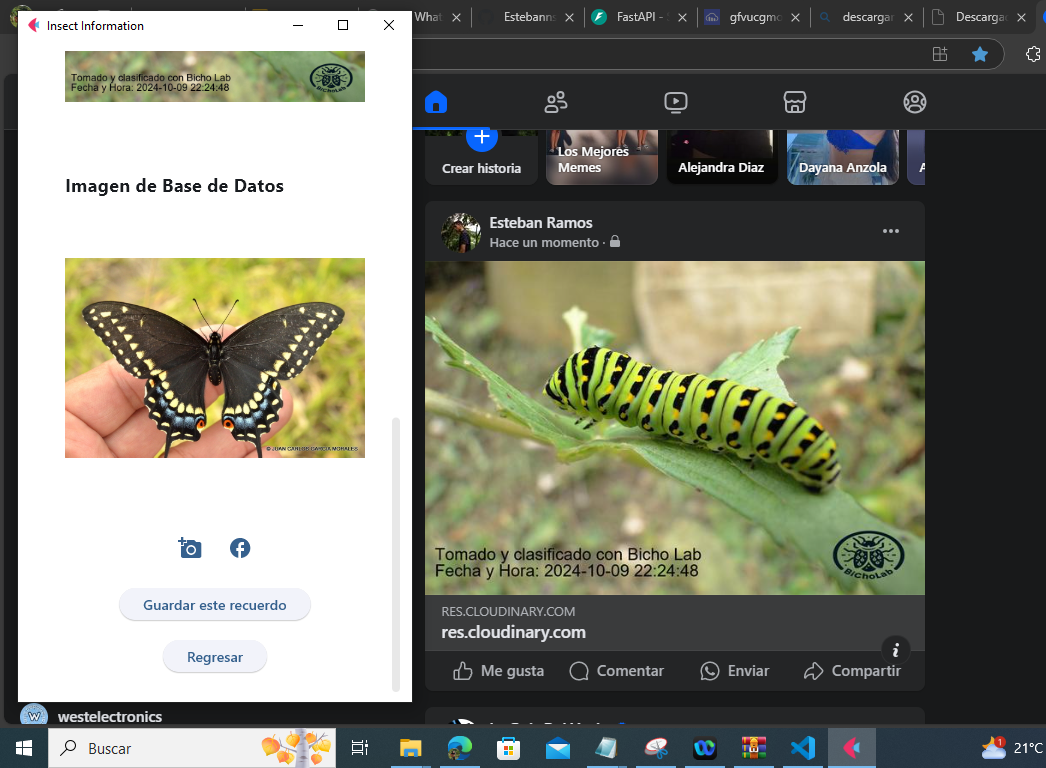 Insect Information
What
Estebann
FastAPI -
gfvucgmo
descargar
Descarga
Tomado y clasificado con Bicho Lab
Fecha y Hora: 2024-10-09 22:24:48
BichoLab
Imagen de Base de Datos
© JUAN CARLOS GARCIA MORALES
Guardar este recuerdo
Regresar
Crear historia
Los Mejores
Memes
Alejandra Diaz
Dayana Anzola
A
Esteban Ramos
Hace un momento ·
Tomado y clasificado con Bicho Lab
Fecha y Hora: 2024-10-09 22:24:48
BichoLab
RES.CLOUDINARY.COM
res.cloudinary.com
i
Me gusta
Comentar
Enviar
Compartir
W
westelectronics
Buscar
1
21°C